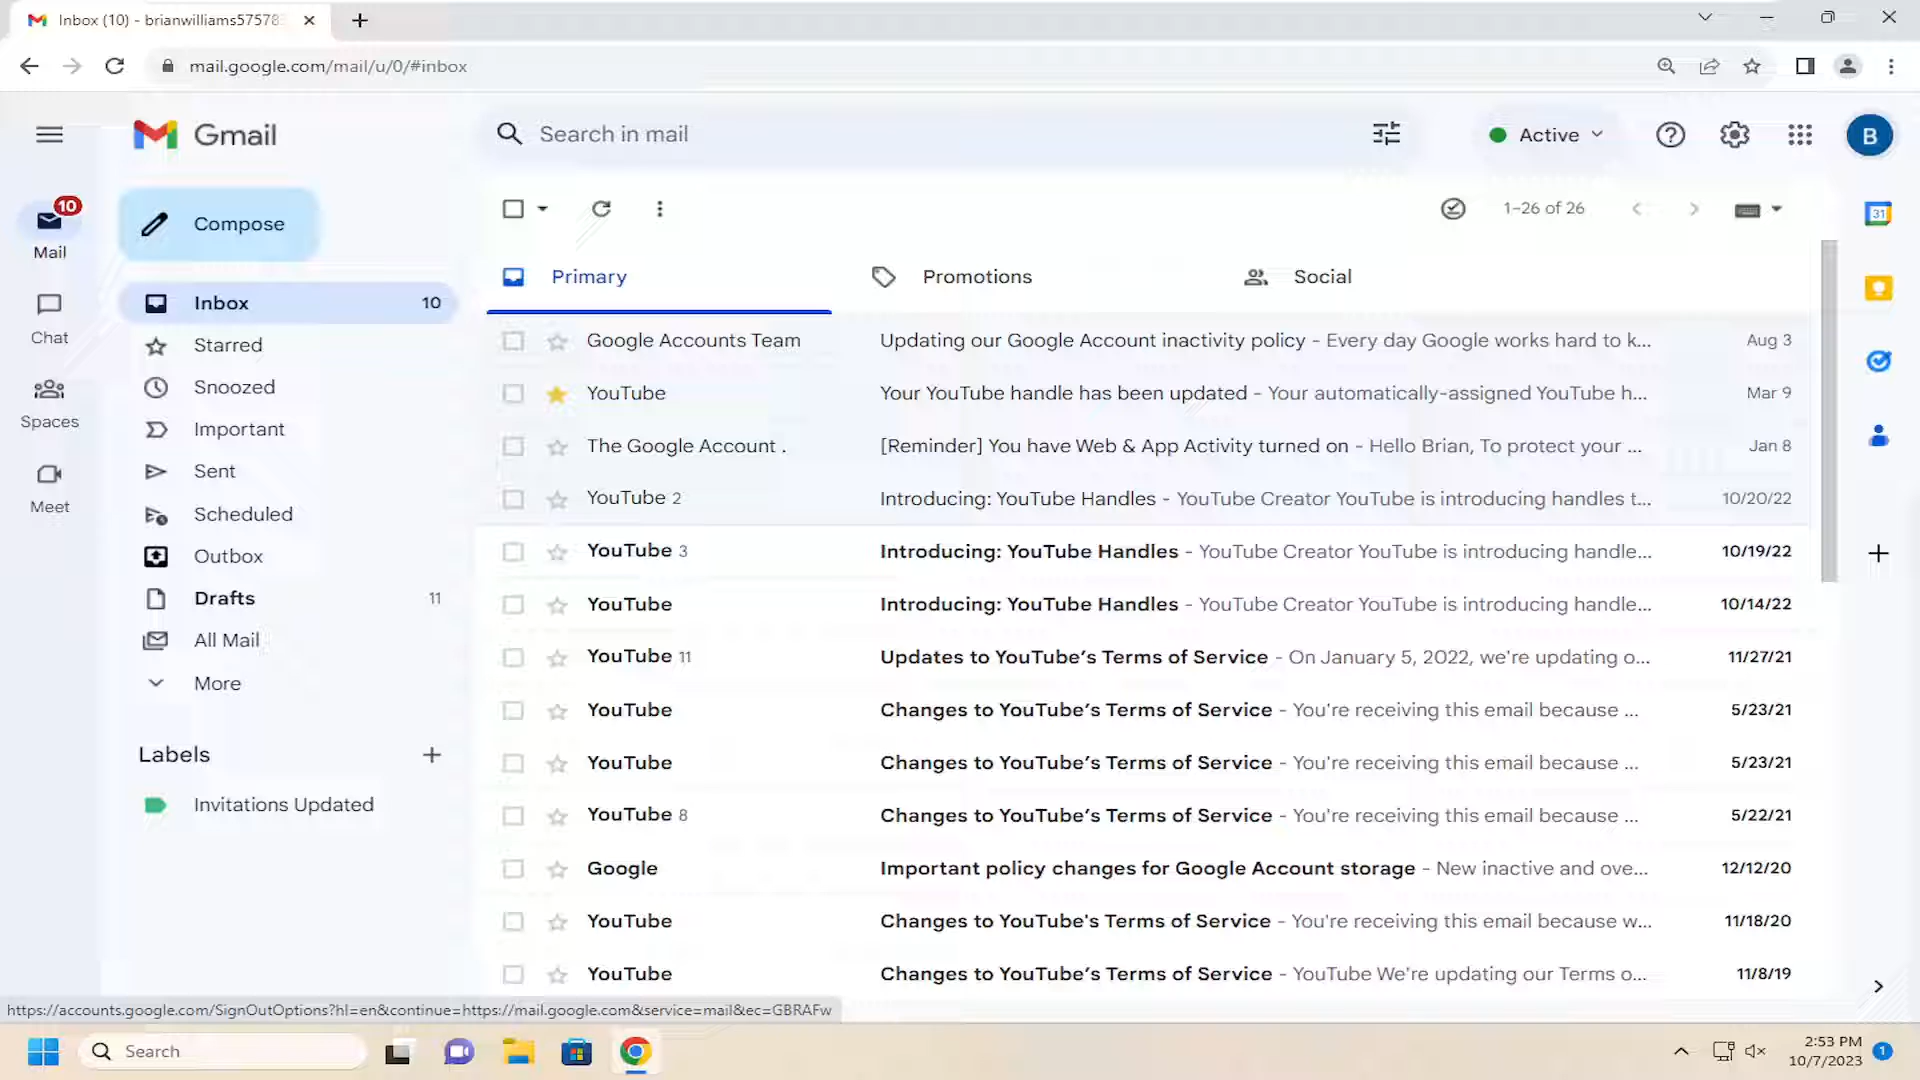 Inbox (10) - brianwilliams57578
mail.google.com/mail/u/0/#inbox
Gmail
Search in mail
Active
B
10
Mail
Chat
Spaces
Meet
Compose
Inbox 10
Starred
Snoozed
Important
Sent
Scheduled
Outbox
Drafts 11
All Mail
More
Labels
Invitations Updated
1–26 of 26
31
Primary Promotions Social
Google Accounts Team Updating our Google Account inactivity policy - Every day Google works hard to k... Aug 3
YouTube Your YouTube handle has been updated - Your automatically-assigned YouTube h... Mar 9
The Google Account . [Reminder] You have Web & App Activity turned on - Hello Brian, To protect your ... Jan 8
YouTube 2 Introducing: YouTube Handles - YouTube Creator YouTube is introducing handles t... 10/20/22
YouTube 3 Introducing: YouTube Handles - YouTube Creator YouTube is introducing handle... 10/19/22
YouTube Introducing: YouTube Handles - YouTube Creator YouTube is introducing handle... 10/14/22
YouTube 11 Updates to YouTube’s Terms of Service - On January 5, 2022, we're updating o... 11/27/21
YouTube Changes to YouTube’s Terms of Service - You're receiving this email because ... 5/23/21
YouTube Changes to YouTube’s Terms of Service - You're receiving this email because ... 5/23/21
YouTube 8 Changes to YouTube’s Terms of Service - You're receiving this email because ... 5/22/21
Google Important policy changes for Google Account storage - New inactive and ove... 12/12/20
YouTube Changes to YouTube's Terms of Service - You're receiving this email because w... 11/18/20
YouTube Changes to YouTube’s Terms of Service - YouTube We're updating our Terms o... 11/8/19
https://accounts.google.com/SignOutOptions?hl=en&continue=https://mail.google.com&service=mail&ec=GBRAFw
Search
2:53 PM
10/7/2023
1